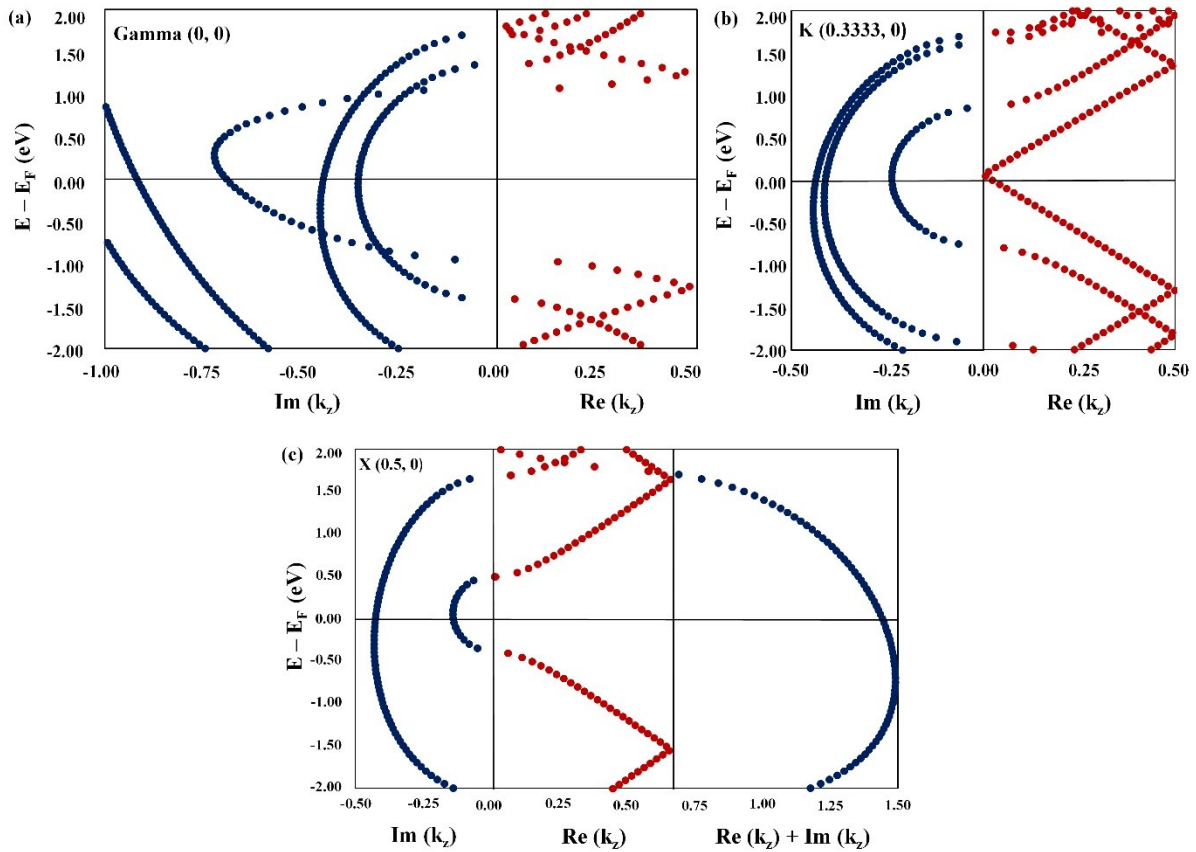 (a)
Gamma (0, 0)
E – E_F (eV)
2.00
1.50
1.00
0.50
0.00
-0.50
-1.00
-1.50
-2.00
-1.00 -0.75 -0.50 -0.25 0.00 0.25 0.50
Im (k_z) Re (k_z)
(b)
K (0.3333, 0)
E – E_F (eV)
2.00
1.50
1.00
0.50
0.00
-0.50
-1.00
-1.50
-2.00
-0.50 -0.25 0.00 0.25 0.50
Im (k_z) Re (k_z)
(c)
X (0.5, 0)
E – E_F (eV)
2.00
1.50
1.00
0.50
0.00
-0.50
-1.00
-1.50
-2.00
-0.50 -0.25 0.00 0.25 0.50 0.75 1.00 1.25 1.50
Im (k_z) Re (k_z) Re (k_z) + Im (k_z)